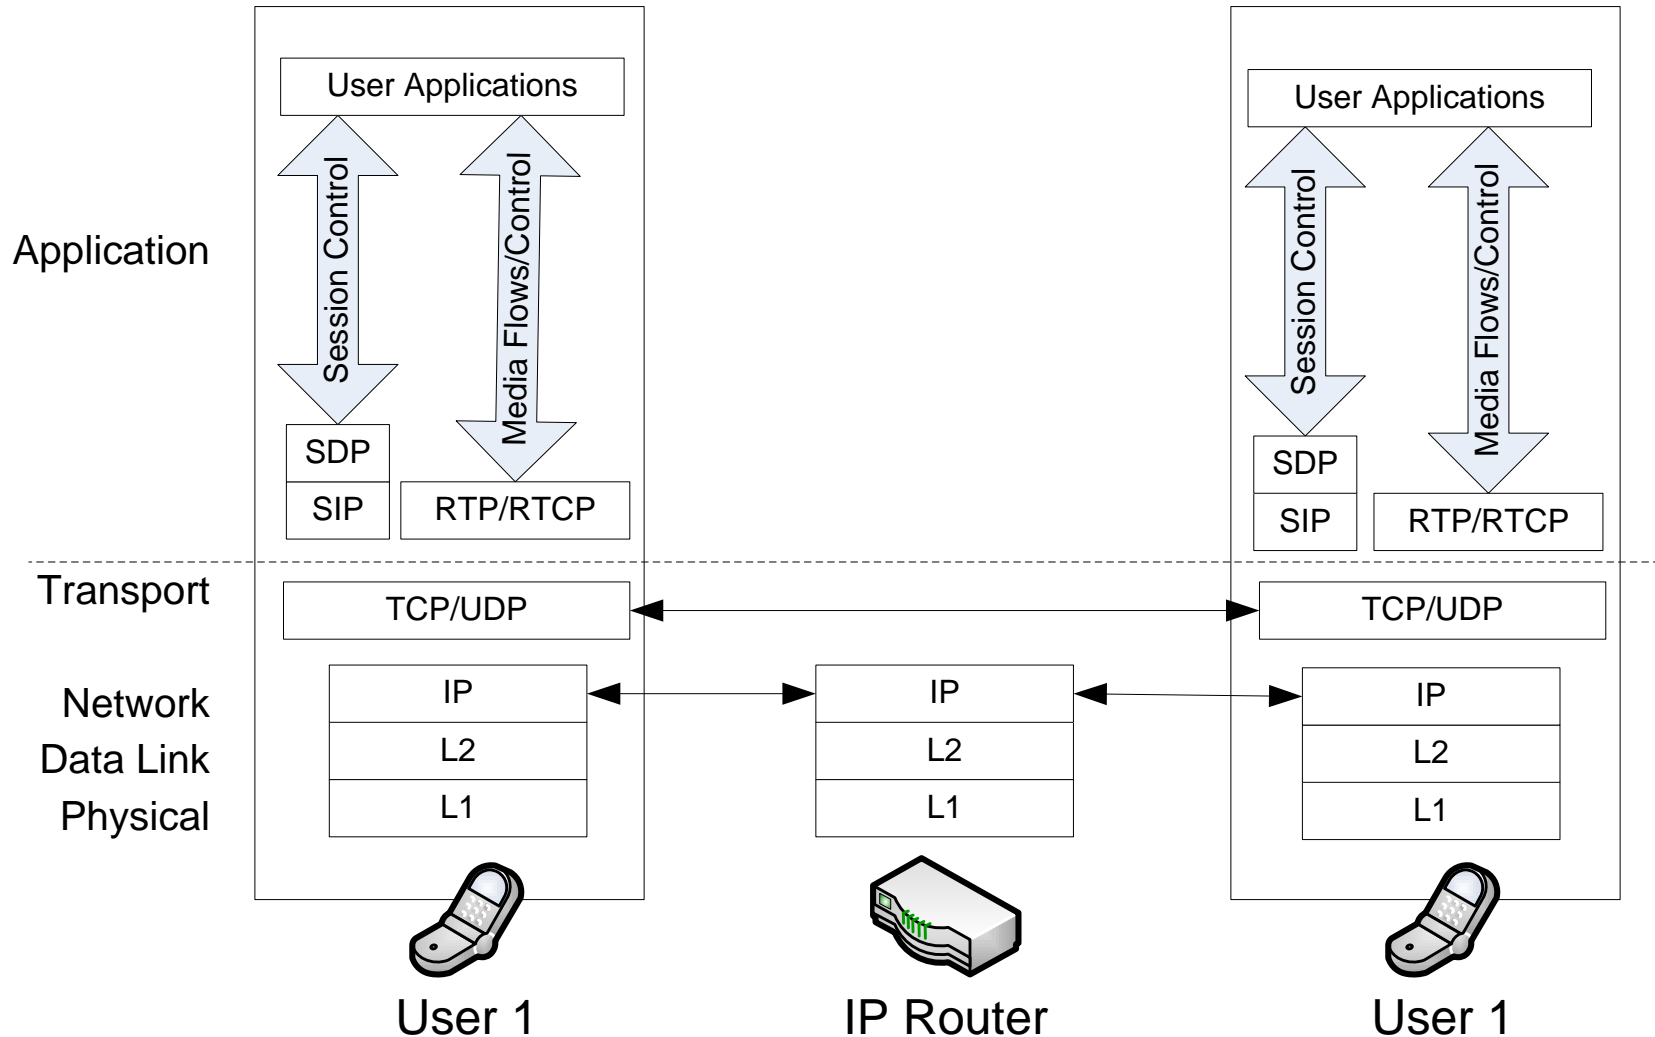 User Applications
User Applications
Session Control
Media Flows/Control
Session Control
Media Flows/Control
Application
SDP
SIP
RTP/RTCP
SDP
SIP
RTP/RTCP
Transport
TCP/UDP
TCP/UDP
Network
IP
IP
IP
Data Link
L2
L2
L2
Physical
L1
L1
L1
User 1
IP Router
User 1